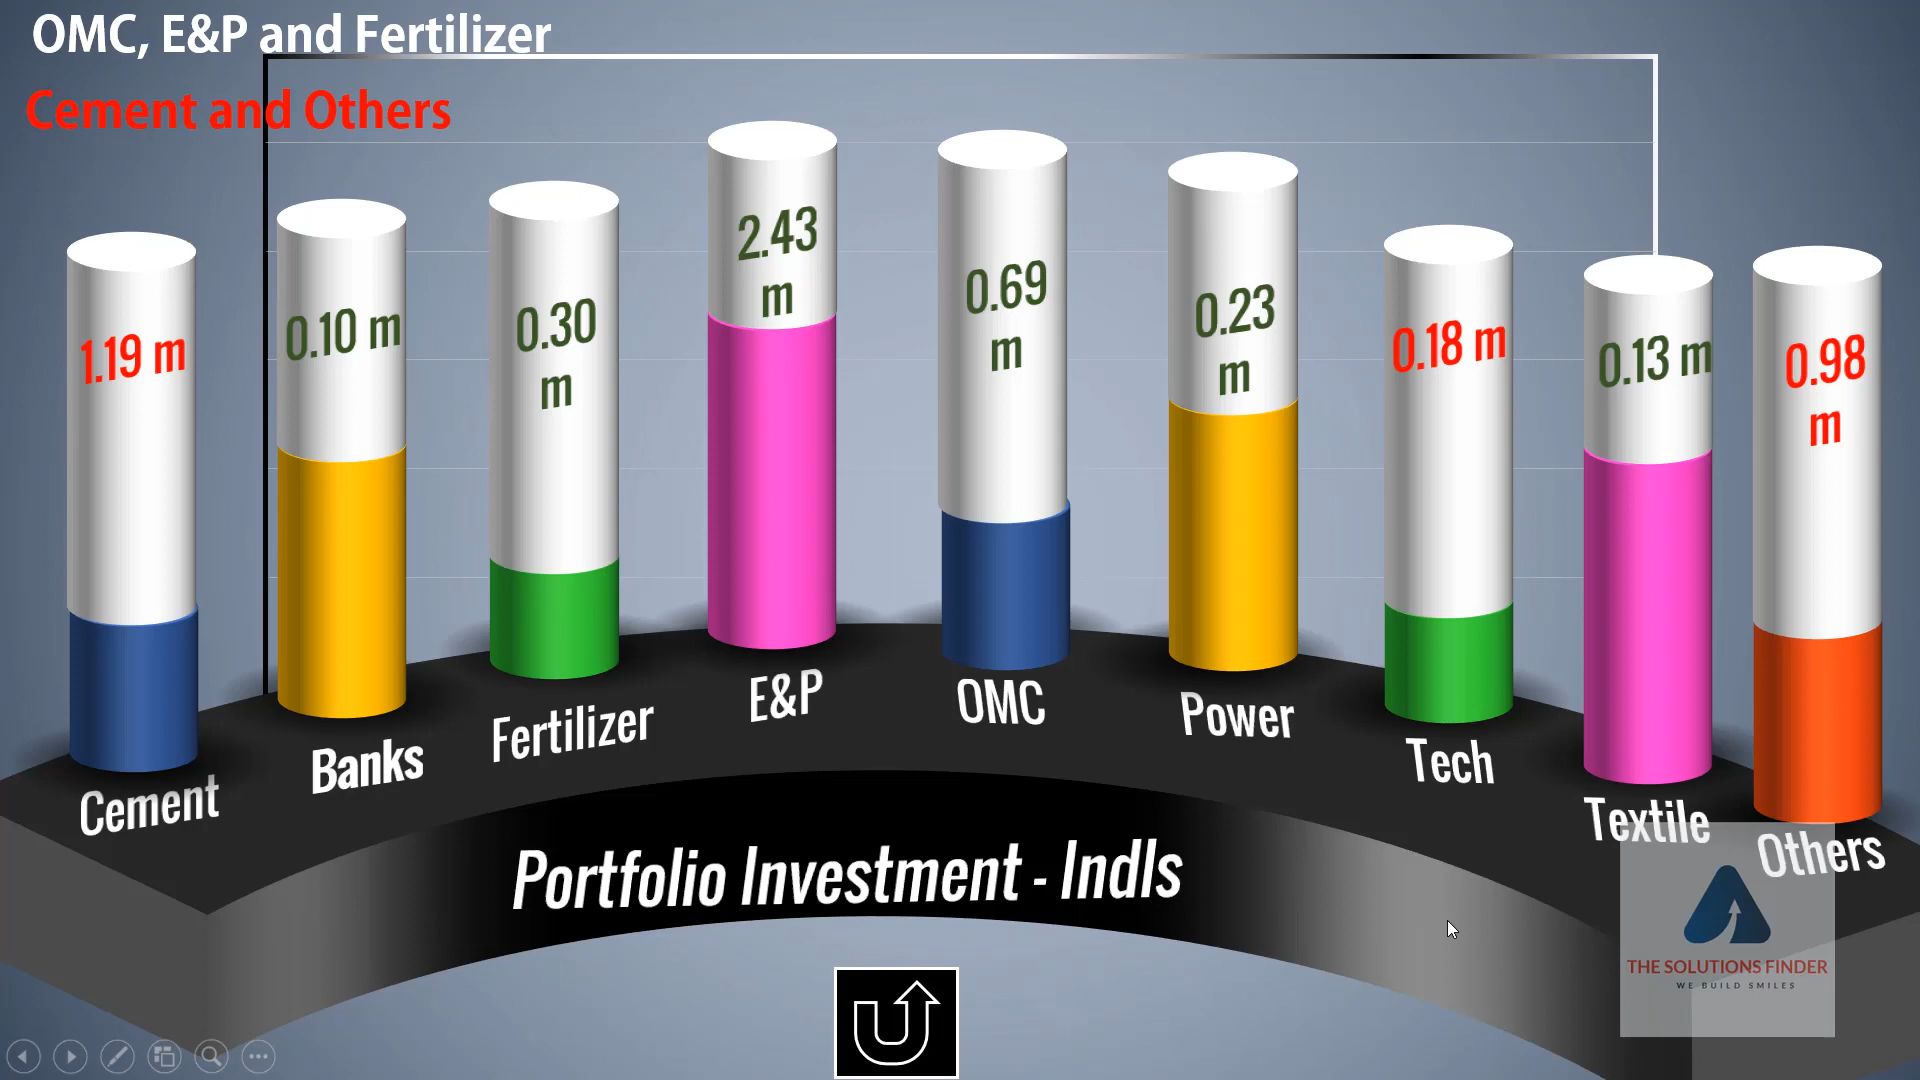 OMC, E&P and Fertilizer
Cement and Others
1.19 m
0.10 m
0.30
m
2.43
m
0.69
m
0.23
m
0.18 m
0.13 m
0.98
m
Cement
Banks
Fertilizer
E&P
OMC
Power
Tech
Textile
Others
Portfolio Investment - Indls
THE SOLUTIONS FINDER
WE BUILD SMILES